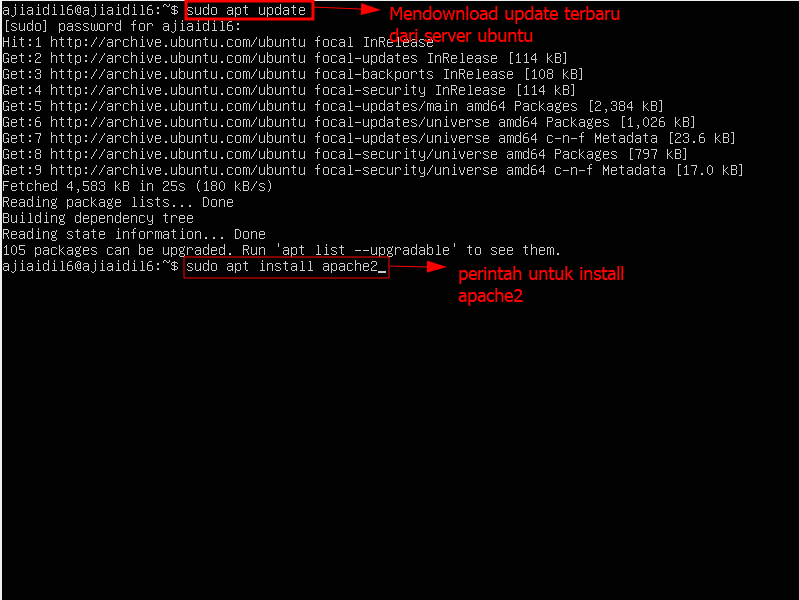 ajiaidil6@ajiaidil6:~$ sudo apt update
Mendownload update terbaru
dari server ubuntu
[sudo] password for ajiaidil6:
Hit:1 http://archive.ubuntu.com/ubuntu focal InRelease
Get:2 http://archive.ubuntu.com/ubuntu focal-updates InRelease [114 kB]
Get:3 http://archive.ubuntu.com/ubuntu focal-backports InRelease [108 kB]
Get:4 http://archive.ubuntu.com/ubuntu focal-security InRelease [114 kB]
Get:5 http://archive.ubuntu.com/ubuntu focal-updates/main amd64 Packages [2,384 kB]
Get:6 http://archive.ubuntu.com/ubuntu focal-updates/universe amd64 Packages [1,026 kB]
Get:7 http://archive.ubuntu.com/ubuntu focal-updates/universe amd64 c-n-f Metadata [23.6 kB]
Get:8 http://archive.ubuntu.com/ubuntu focal-security/universe amd64 Packages [797 kB]
Get:9 http://archive.ubuntu.com/ubuntu focal-security/universe amd64 c-n-f Metadata [17.0 kB]
Fetched 4,583 kB in 25s (180 kB/s)
Reading package lists... Done
Building dependency tree
Reading state information... Done
105 packages can be upgraded. Run 'apt list --upgradable' to see them.
ajiaidil6@ajiaidil6:~$ sudo apt install apache2_
perintah untuk install
apache2